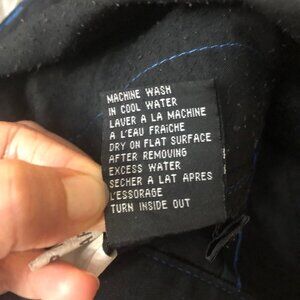 MACHINE WASH
IN COOL WATER
LAVER A LA MACHINE
A L'EAU FRAICHE
DRY ON FLAT SURFACE
AFTER REMOVING
EXCESS WATER
SECHER A LAT APRES
L'ESSORAGE
TURN INSIDE OUT